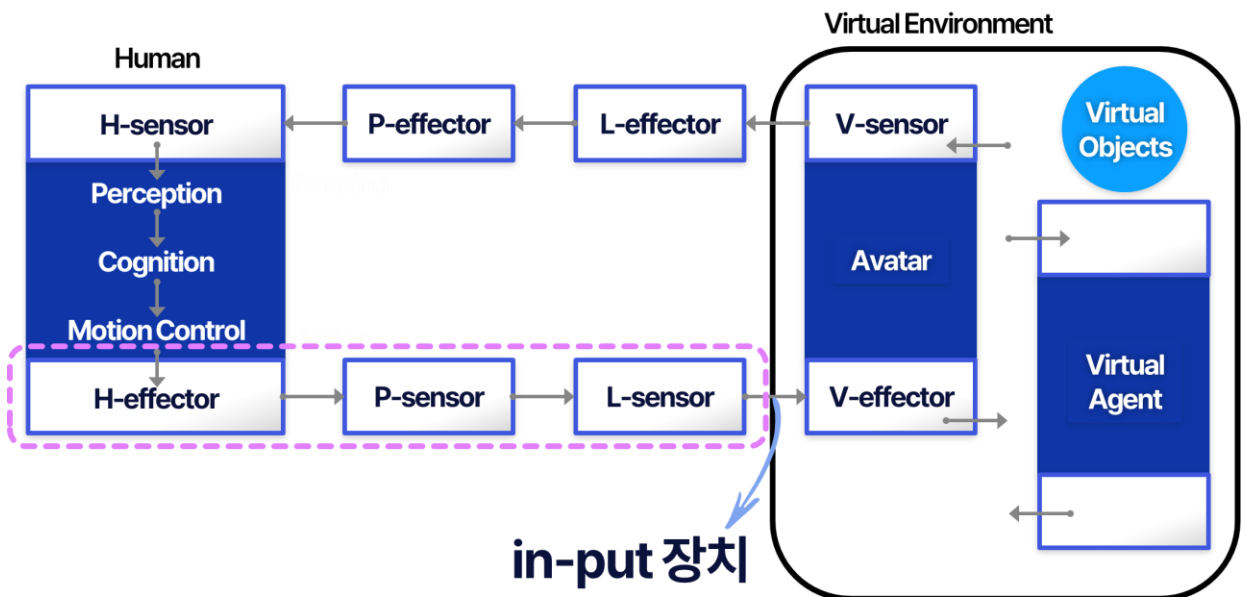 Virtual Environment
Human
H-sensor
P-effector
L-effector
V-sensor
Virtual
Objects
Perception
Cognition
Avatar
Motion Control
Virtual
Agent
H-effector
P-sensor
L-sensor
V-effector
in-put 장치